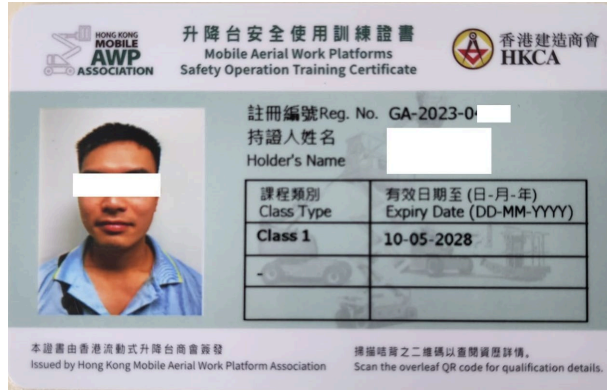 HONG KONG
MOBILE
AWP
ASSOCIATION
升降台安全使用訓練證書
Mobile Aerial Work Platforms
Safety Operation Training Certificate
香港建造商會
HKCA
註冊編號Reg. No. GA-2023-0
持證人姓名
Holder's Name
課程類別 有效日期至 (日-月-年)
Class Type Expiry Date (DD-MM-YYYY)
Class 1 10-05-2028
-
本證書由香港流動式升降台商會簽發
Issued by Hong Kong Mobile Aerial Work Platform Association
掃描咭背之二維碼以查閱資歷詳情。
Scan the overleaf QR code for qualification details.